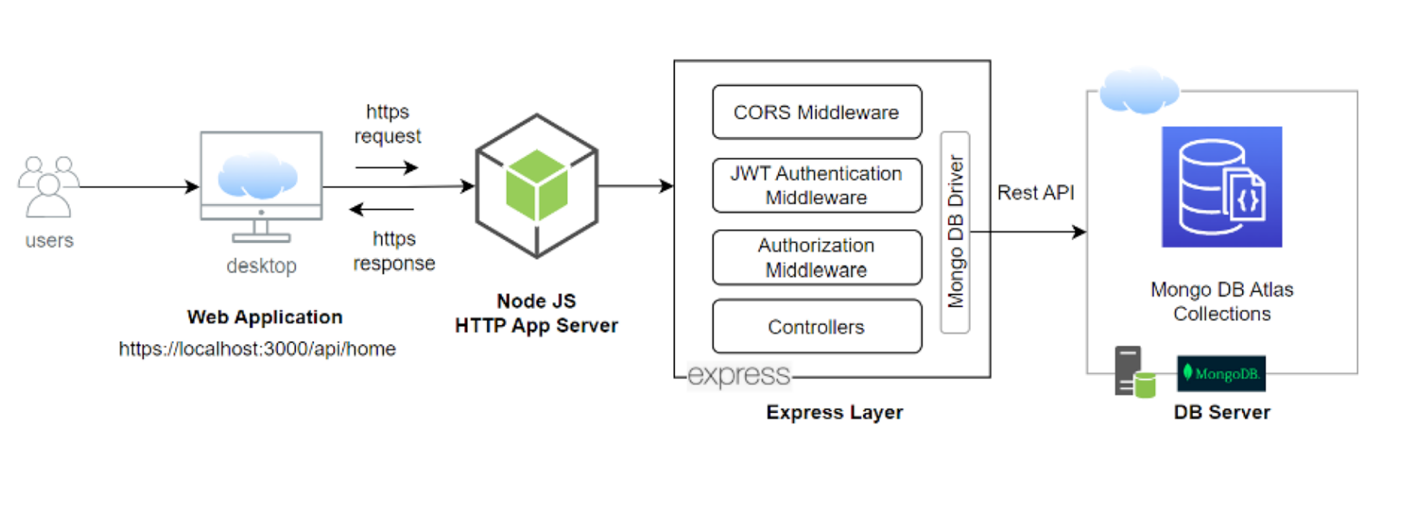 users
desktop
Web Application
https://localhost:3000/api/home
https
request
https
response
Node JS
HTTP App Server
CORS Middleware
JWT Authentication
Middleware
Authorization
Middleware
Controllers
Mongo DB Driver
express
Express Layer
Rest API
{}
Mongo DB Atlas
Collections
MongoDB.
DB Server